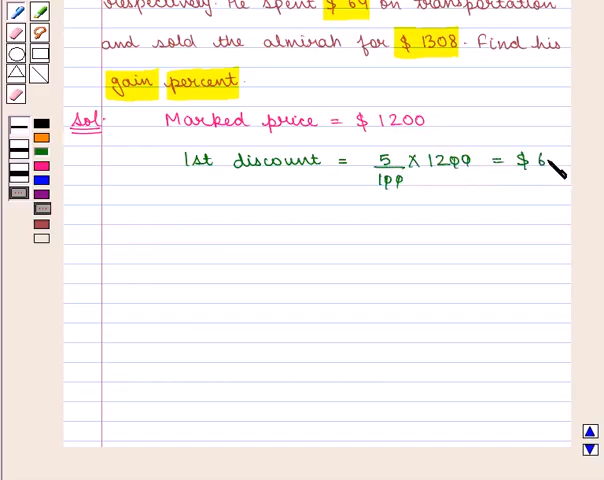 respectively. He spent $ 64 on transportation
and sold the almirah for $ 1308. Find his
gain percent.
Sol. Marked price = $ 1200
1st discount = 5/100 × 1200 = $ 6